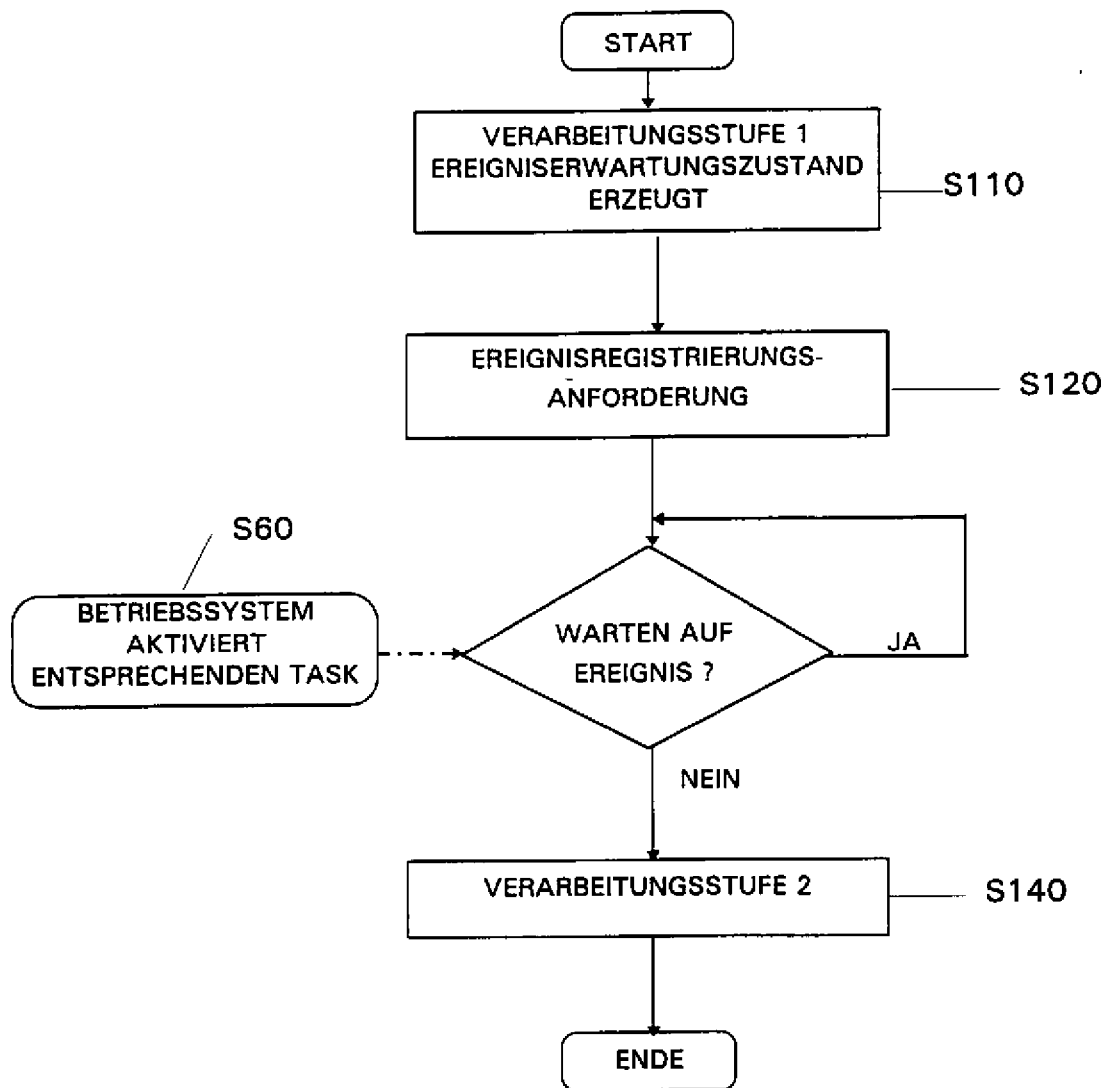 START
VERARBEITUNGSSTUFE 1
EREIGNISERWARTUNGSZUSTAND
ERZEUGT
S110
EREIGNISREGISTRIERUNGS-
ANFORDERUNG
S120
S60
BETRIEBSSYSTEM
AKTIVIERT
ENTSPRECHENDEN TASK
WARTEN AUF
EREIGNIS ?
JA
NEIN
VERARBEITUNGSSTUFE 2
S140
ENDE